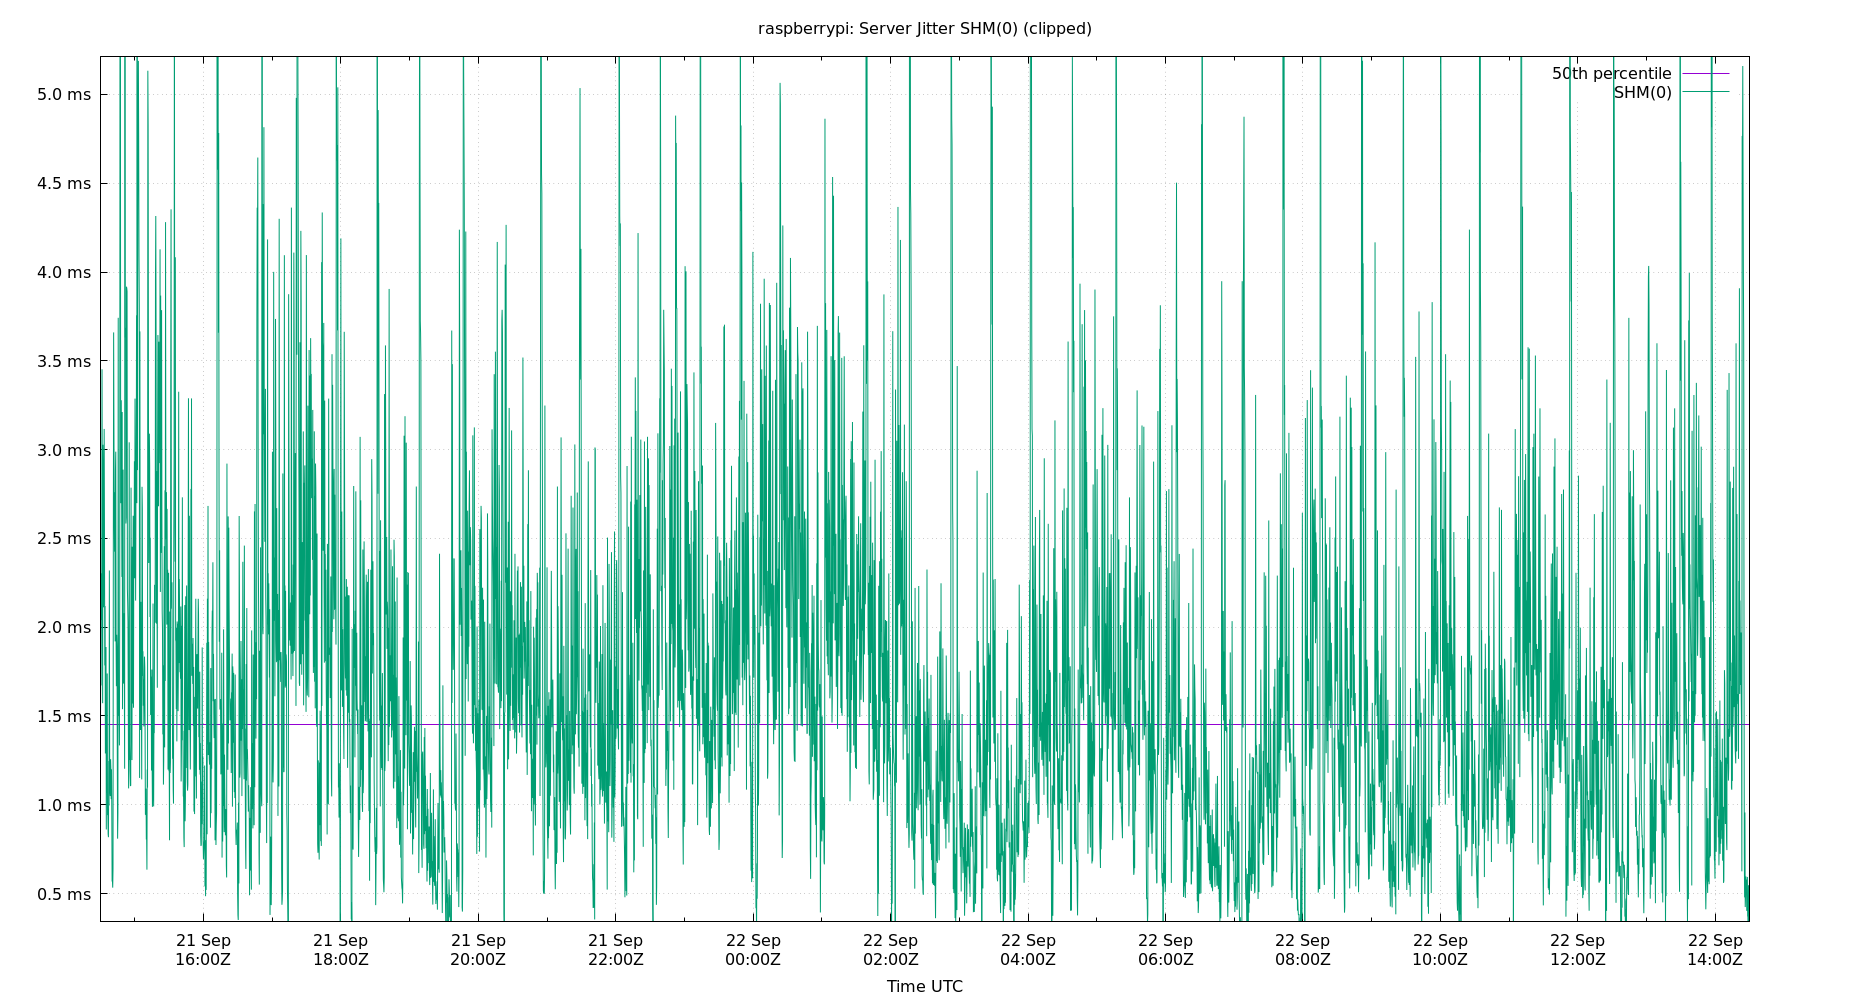 raspberrypi: Server Jitter SHM(0) (clipped)
50th percentile
SHM(0)
5.0 ms
4.5 ms
4.0 ms
3.5 ms
3.0 ms
2.5 ms
2.0 ms
1.5 ms
1.0 ms
0.5 ms
21 Sep 21 Sep 21 Sep 21 Sep 22 Sep 22 Sep 22 Sep 22 Sep 22 Sep 22 Sep 22 Sep 22 Sep
16:00Z 18:00Z 20:00Z 22:00Z 00:00Z 02:00Z 04:00Z 06:00Z 08:00Z 10:00Z 12:00Z 14:00Z
Time UTC